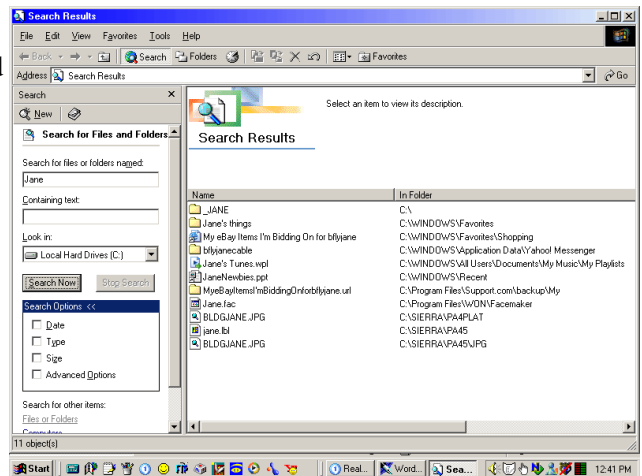 Search Results
File Edit View Favorites Tools Help
Back Search Folders Favorites
Address Search Results Go
Search
New
Search for Files and Folders
Search for files or folders named:
Jane
Containing text:
Look in:
Local Hard Drives (C:)
Search Now Stop Search
Search Options <<
Date
Type
Size
Advanced Options
Search for other items:
Files or Folders
Computers
Select an item to view its description.
Search Results
Name In Folder
_JANE C:\
Jane's things C:\WINDOWS\Favorites
My eBay Items I'm Bidding On for bflyjane C:\WINDOWS\Favorites\Shopping
bflyjanecable C:\WINDOWS\Application Data\Yahoo! Messenger
Jane's Tunes.wpl C:\WINDOWS\All Users\Documents\My Music\My Playlists
JaneNewbies.ppt C:\WINDOWS\Recent
MyeBayItemsI'mBiddingOnforbflyjane.url C:\Program Files\Support.com\backup\My
Jane.fac C:\Program Files\WON\Facemaker
BLDGJANE.JPG C:\SIERRA\PA4PLAT
jane.lbl C:\SIERRA\PA45
BLDGJANE.JPG C:\SIERRA\PA45\JPG
11 object(s)
Start Real... Word... Sea... 12:41 PM